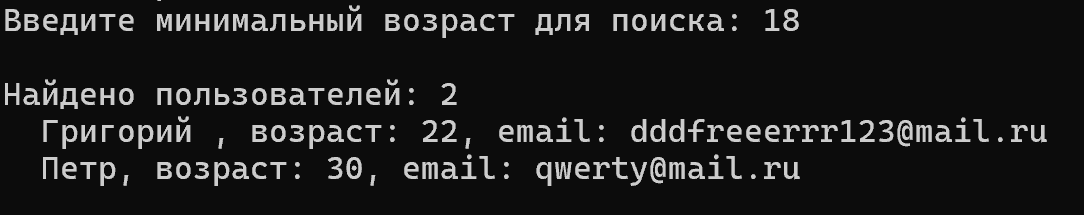 Введите минимальный возраст для поиска: 18
Найдено пользователей: 2
Григорий , возраст: 22, email: dddfreeerrr123@mail.ru
Петр, возраст: 30, email: qwerty@mail.ru